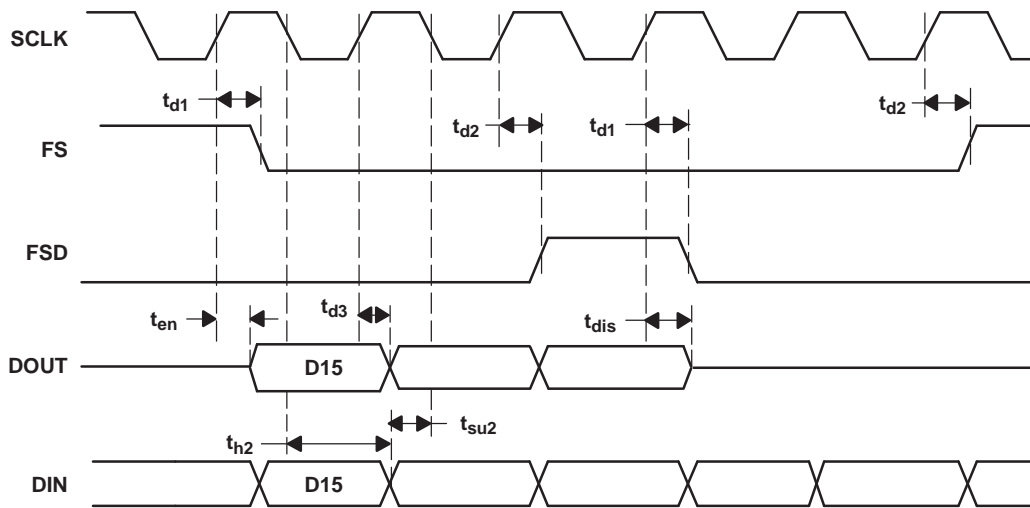 SCLK
td1
td2
td1
td2
FS
FSD
ten
td3
tdis
DOUT
D15
th2
tsu2
DIN
D15